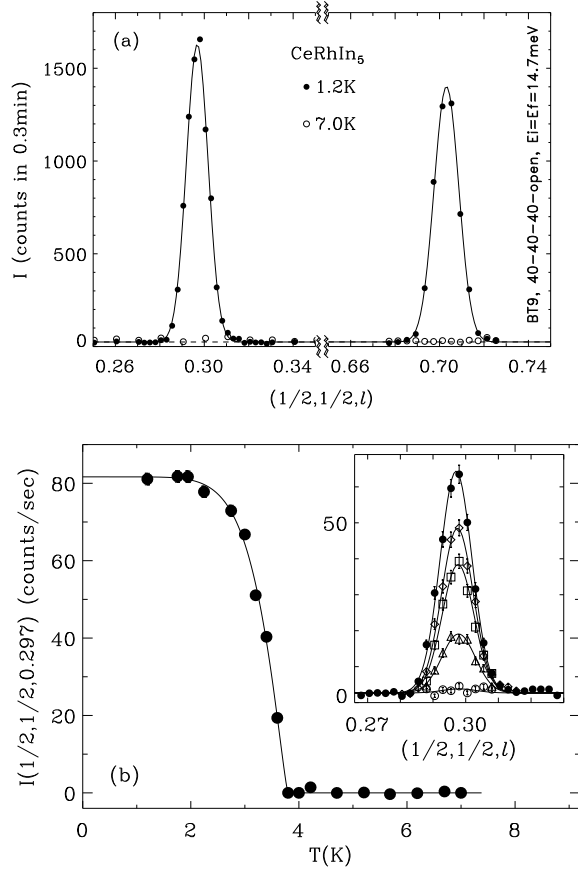 (a)
CeRhIn5
1.2K
7.0K
I (counts in 0.3min)
1500
1000
500
0
0.26 0.30 0.34 0.66 0.70 0.74
(1/2,1/2,l)
BT9, 40-40-40-open, Ei=Ef=14.7meV
I(1/2,1/2,0.297) (counts/sec)
80
60
40
20
0
(b)
0 2 4 6 8
T(K)
50
0
0.27 0.30
(1/2,1/2,l)